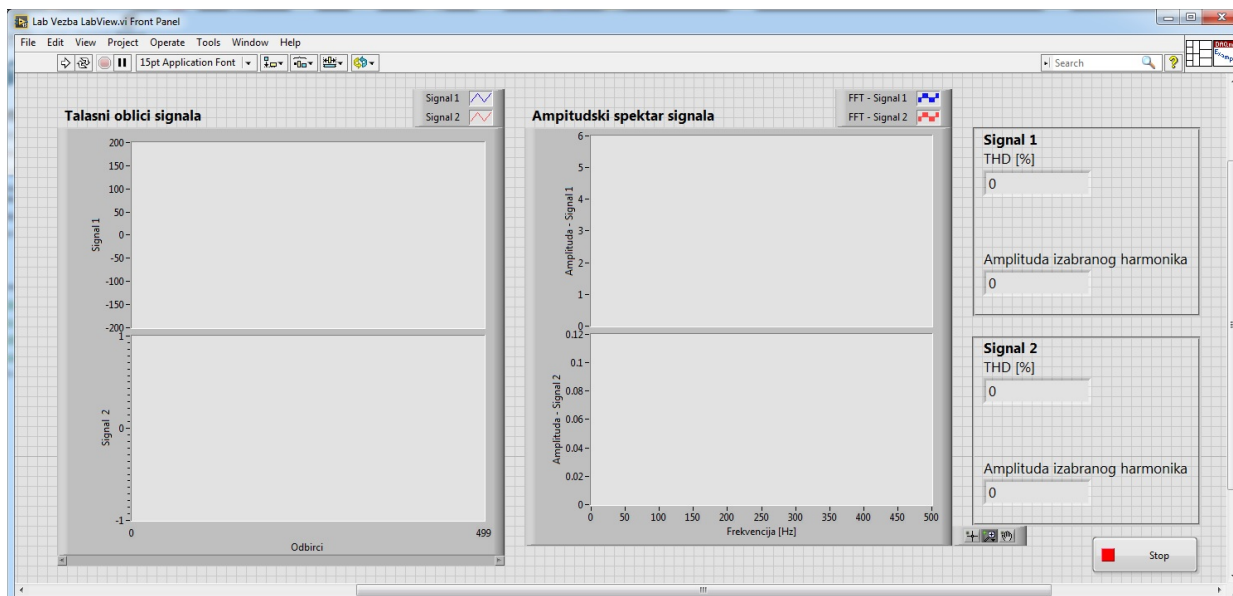 Lab Vezba LabView.vi Front Panel
File Edit View Project Operate Tools Window Help
15pt Application Font
Search
Talasni oblici signala
Signal 1
Signal 2
200
150
100
50
0
-50
-100
-150
-200
Signal 1
1
0
-1
Signal 2
0 499
Odbirci
Ampitudski spektar signala
FFT - Signal 1
FFT - Signal 2
6
5
4
3
2
1
0
Amplituda - Signal 1
0.12
0.1
0.08
0.06
0.04
0.02
0
Amplituda - Signal 2
0 50 100 150 200 250 300 350 400 450 500
Frekvencija [Hz]
Signal 1
THD [%]
0
Amplituda izabranog harmonika
0
Signal 2
THD [%]
0
Amplituda izabranog harmonika
0
Stop